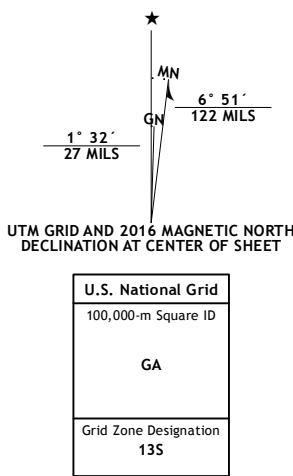 ★
MN
GN
6° 51´
122 MILS
1° 32´
27 MILS
UTM GRID AND 2016 MAGNETIC NORTH
DECLINATION AT CENTER OF SHEET
U.S. National Grid
100,000-m Square ID
GA
Grid Zone Designation
13S